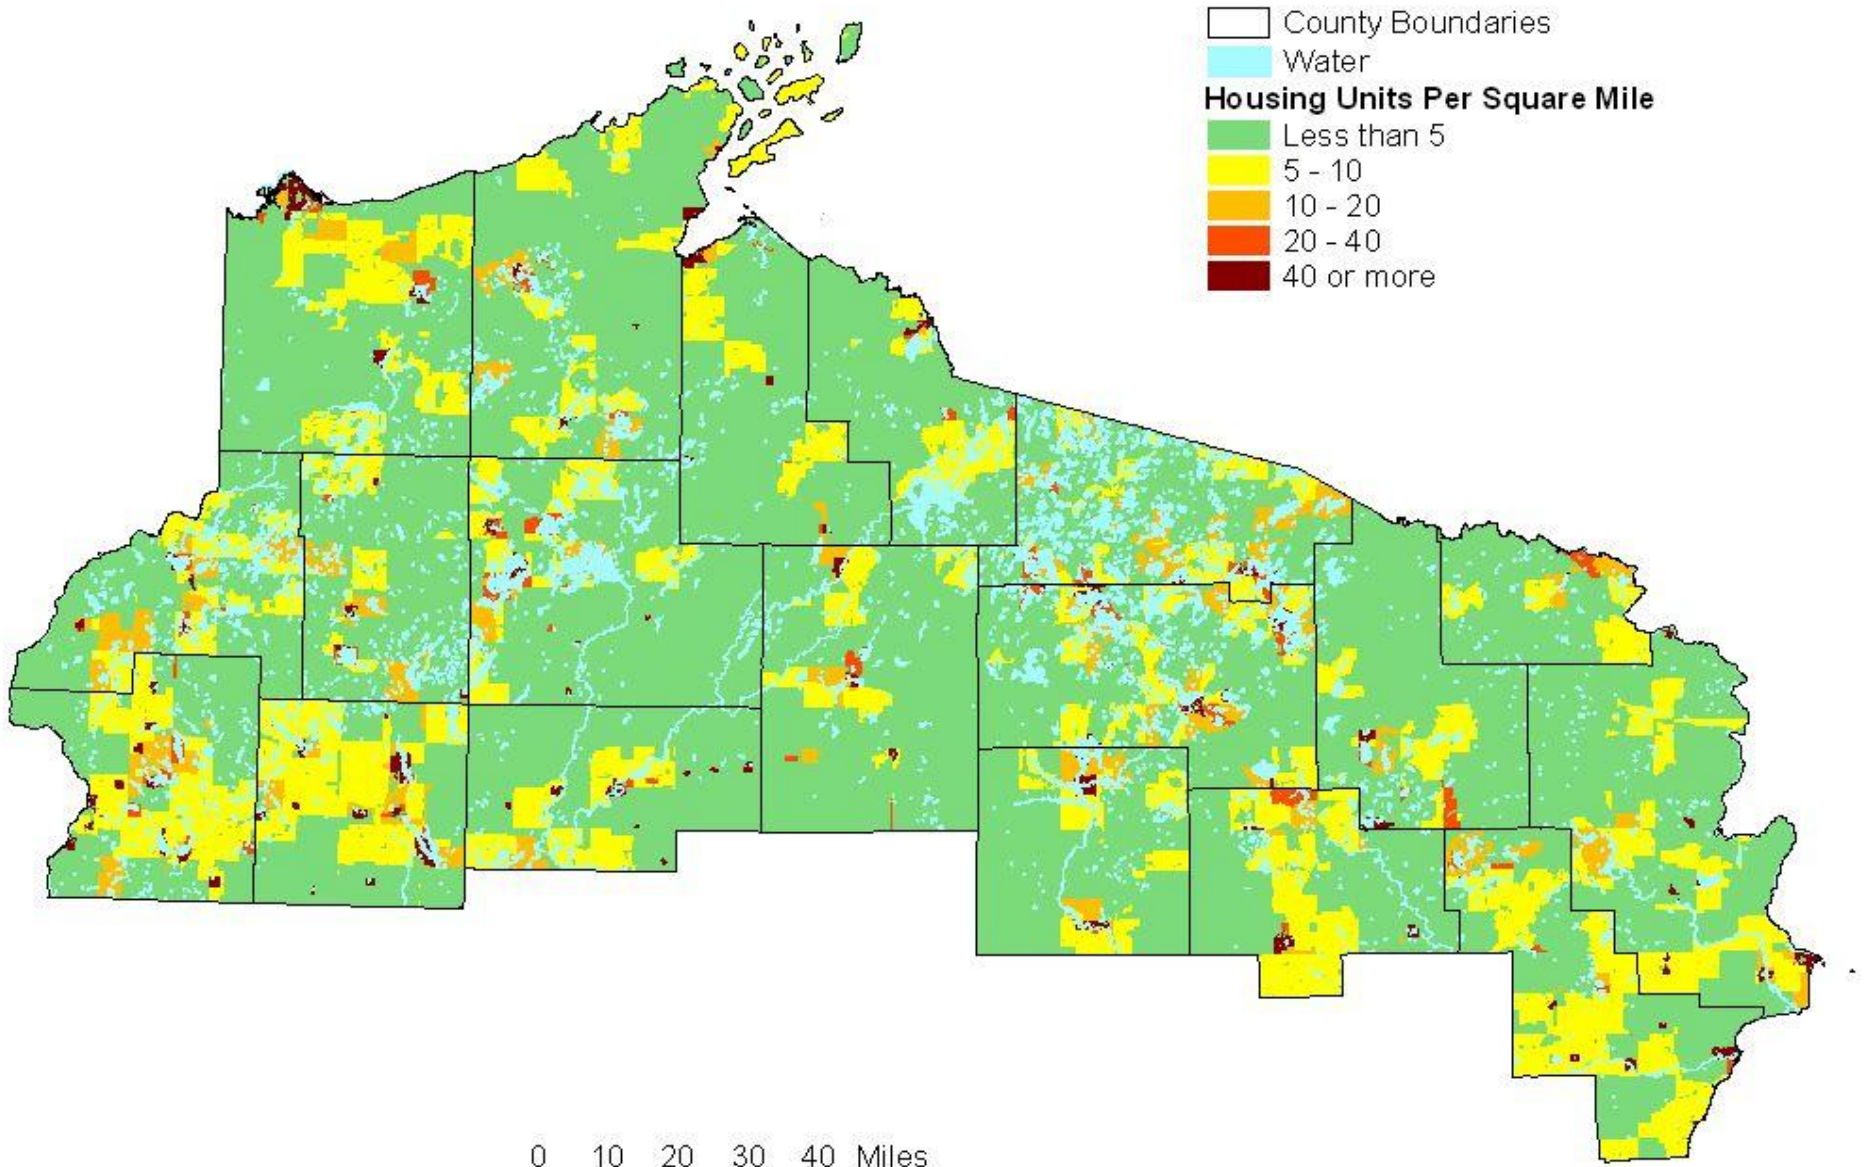 County Boundaries
Water
Housing Units Per Square Mile
Less than 5
5 - 10
10 - 20
20 - 40
40 or more
0 10 20 30 40 Miles